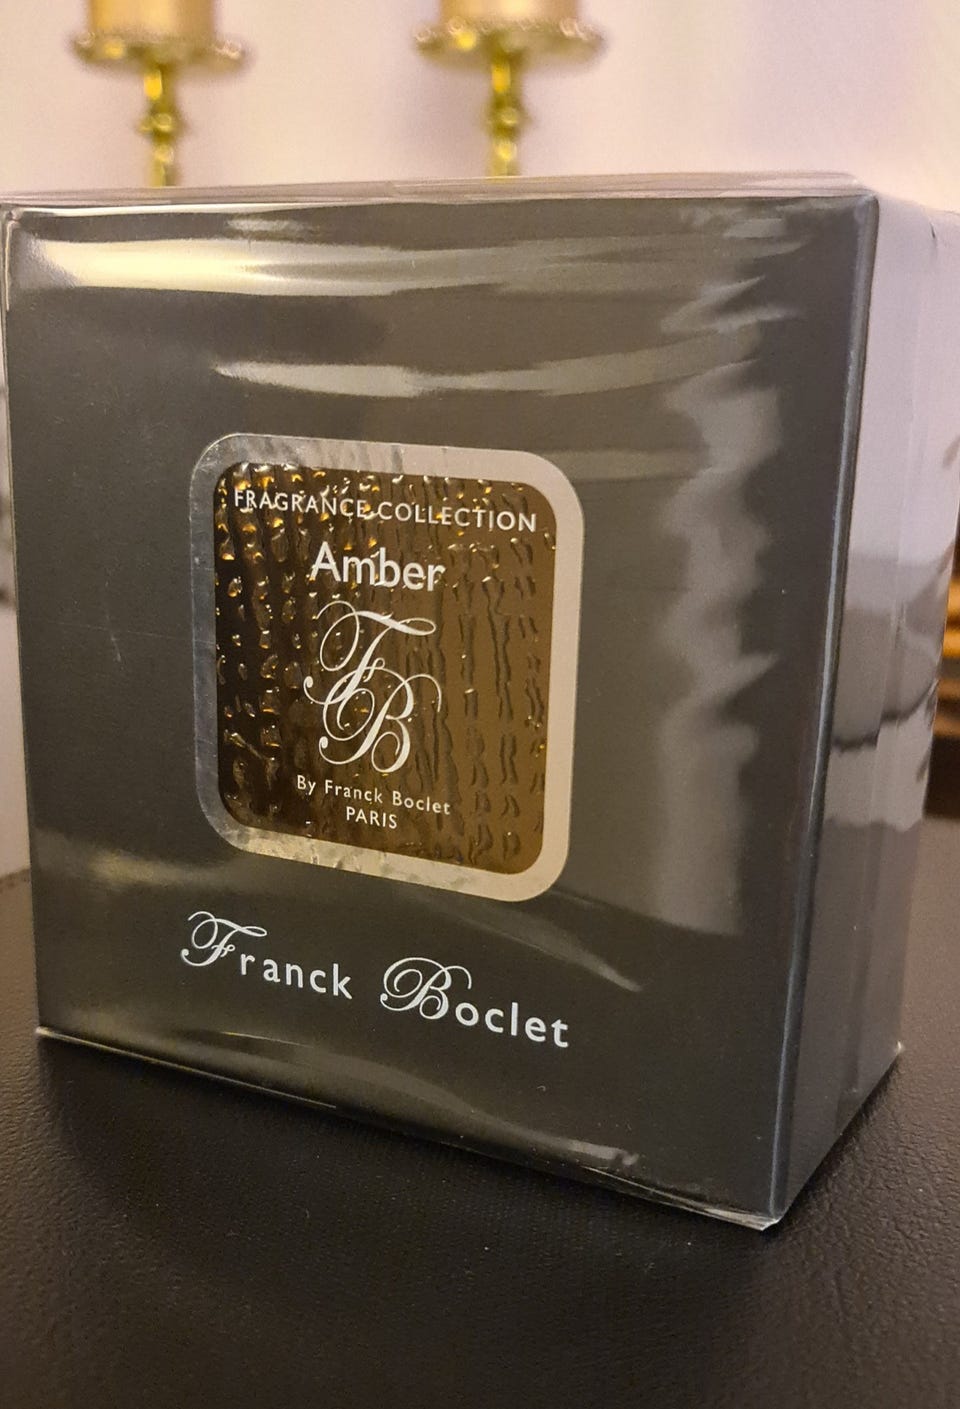 FRAGRANCE COLLECTION
Amber
FB
By Franck Boclet
PARIS
Franck Boclet